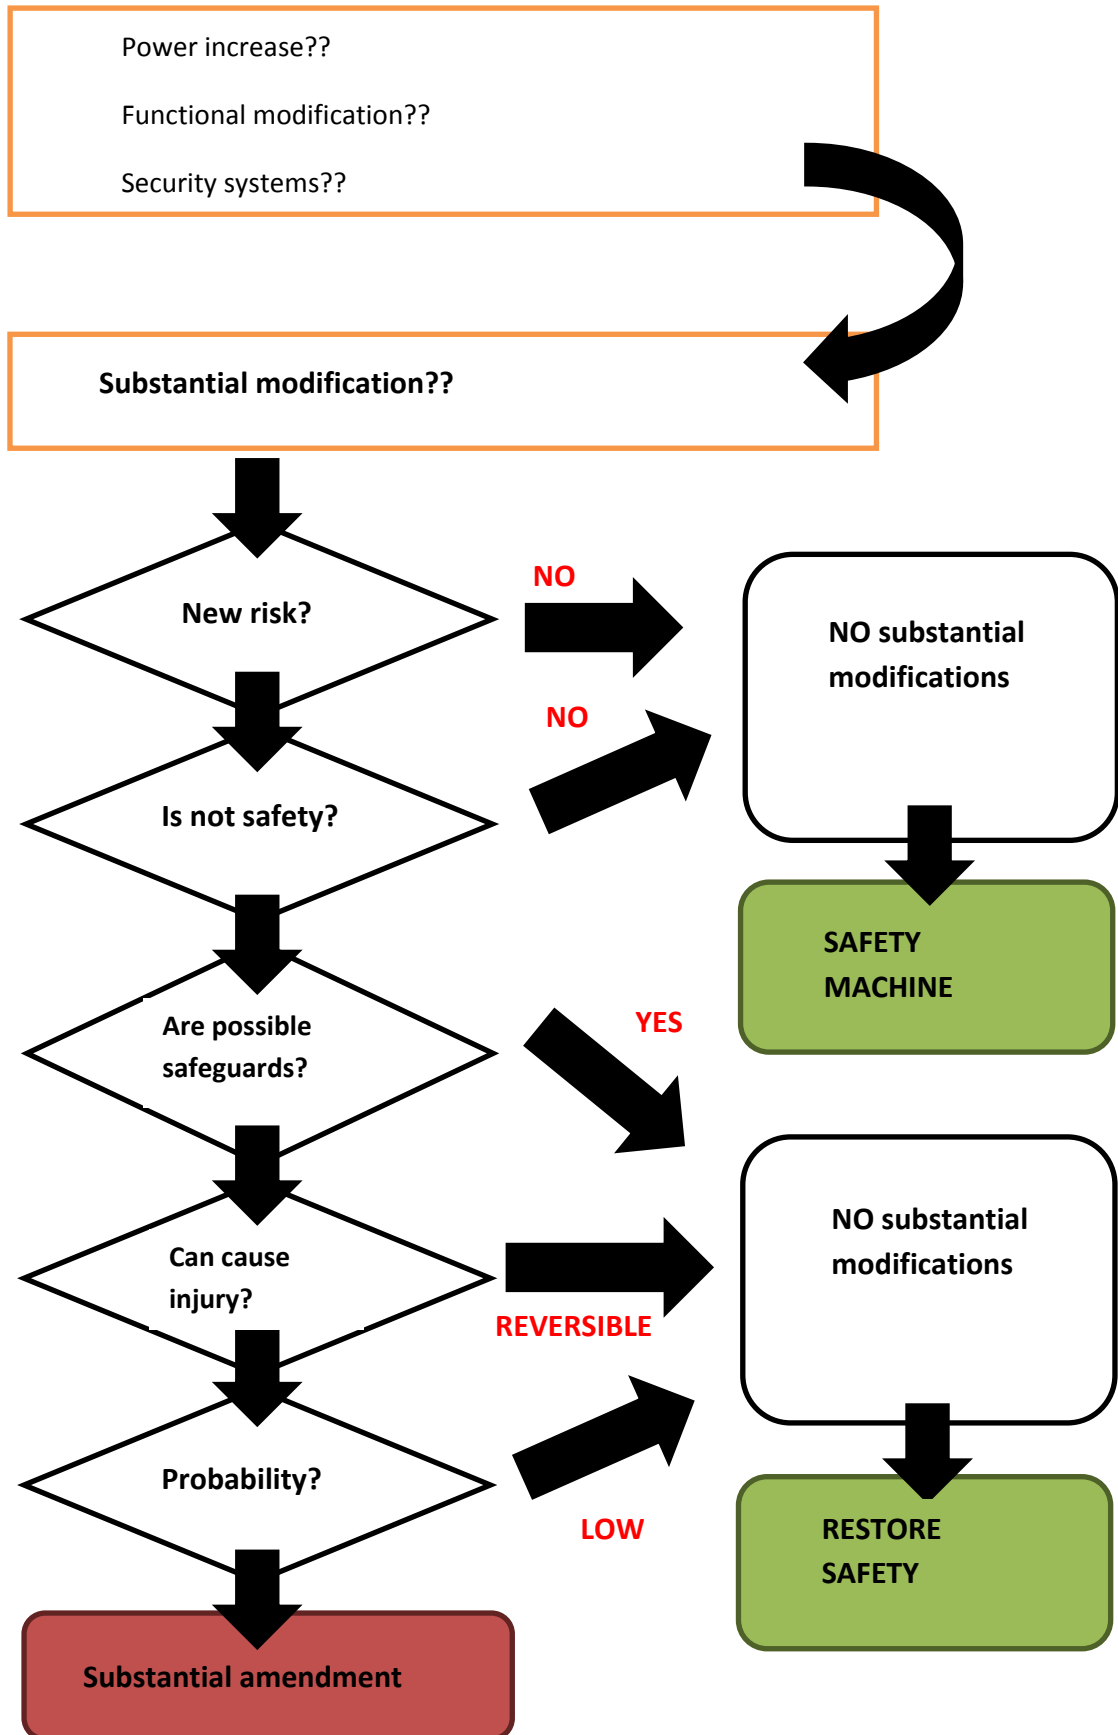 Power increase??
Functional modification??
Security systems??
Substantial modification??
New risk?
NO
NO substantial
modifications
NO
Is not safety?
SAFETY
MACHINE
Are possible
safeguards?
YES
NO substantial
modifications
Can cause
injury?
REVERSIBLE
Probability?
LOW
RESTORE
SAFETY
Substantial amendment